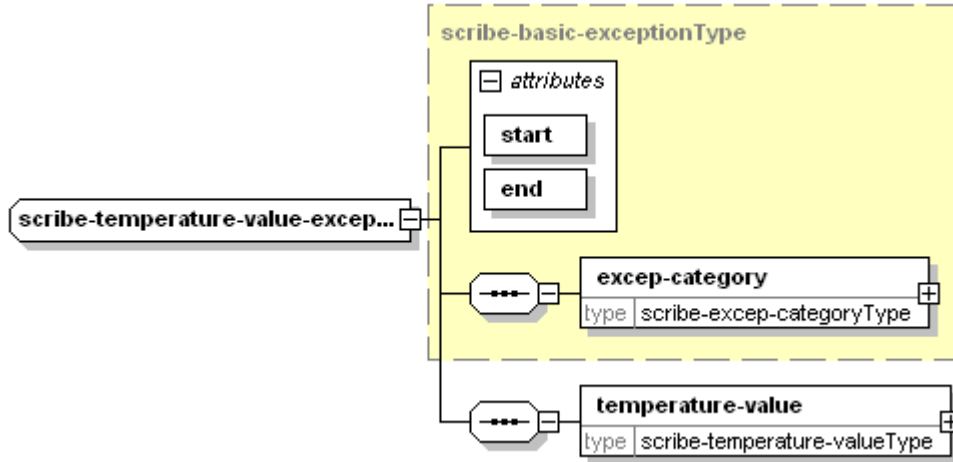 scribe-basic-exceptionType
attributes
start
end
scribe-temperature-value-excep...
excep-category
type scribe-excep-categoryType
temperature-value
type scribe-temperature-valueType